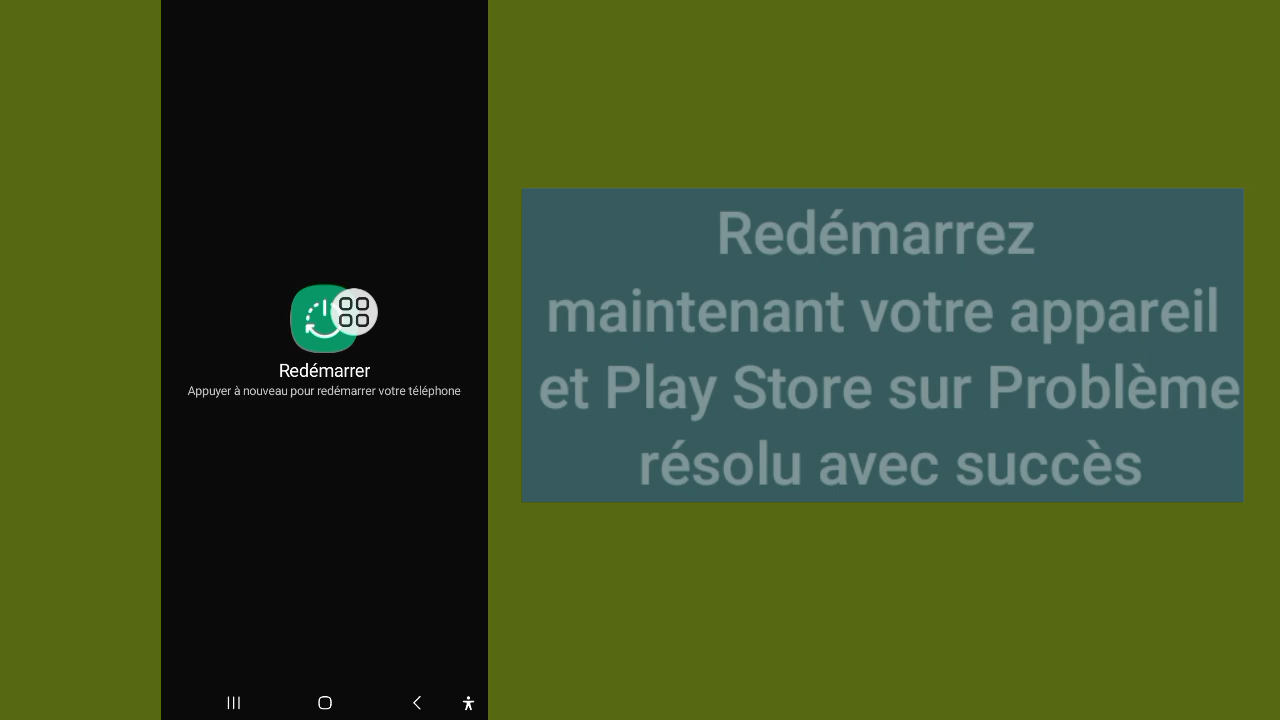 Redémarrer
Appuyer à nouveau pour redémarrer votre téléphone
Redémarrez
maintenant votre appareil
et Play Store sur Problème
résolu avec succès